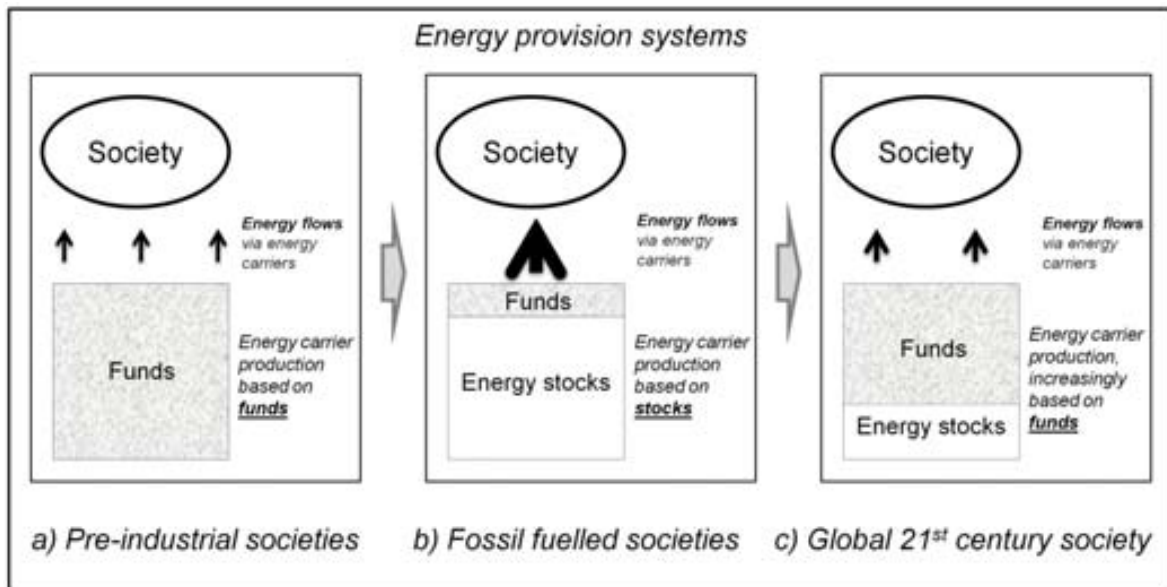 Energy provision systems
Society
Energy flows
via energy
carriers
Funds
Energy carrier
production
based on
funds
a) Pre-industrial societies
Society
Energy flows
via energy
carriers
Funds
Energy stocks
Energy carrier
production
based on
stocks
b) Fossil fuelled societies
Society
Energy flows
via energy
carriers
Funds
Energy stocks
Energy carrier
production,
increasingly
based on
funds
c) Global 21st century society